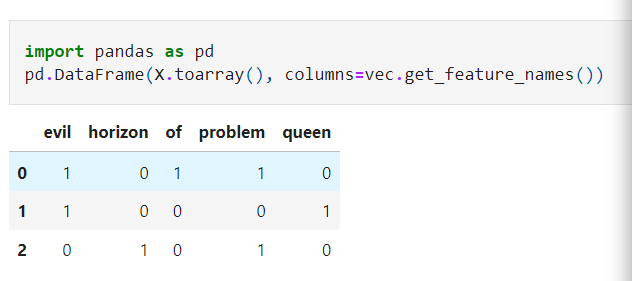 import pandas as pd
pd.DataFrame(X.toarray(), columns=vec.get_feature_names())
evil horizon of problem queen
0 1 0 1 1 0
1 1 0 0 0 1
2 0 1 0 1 0